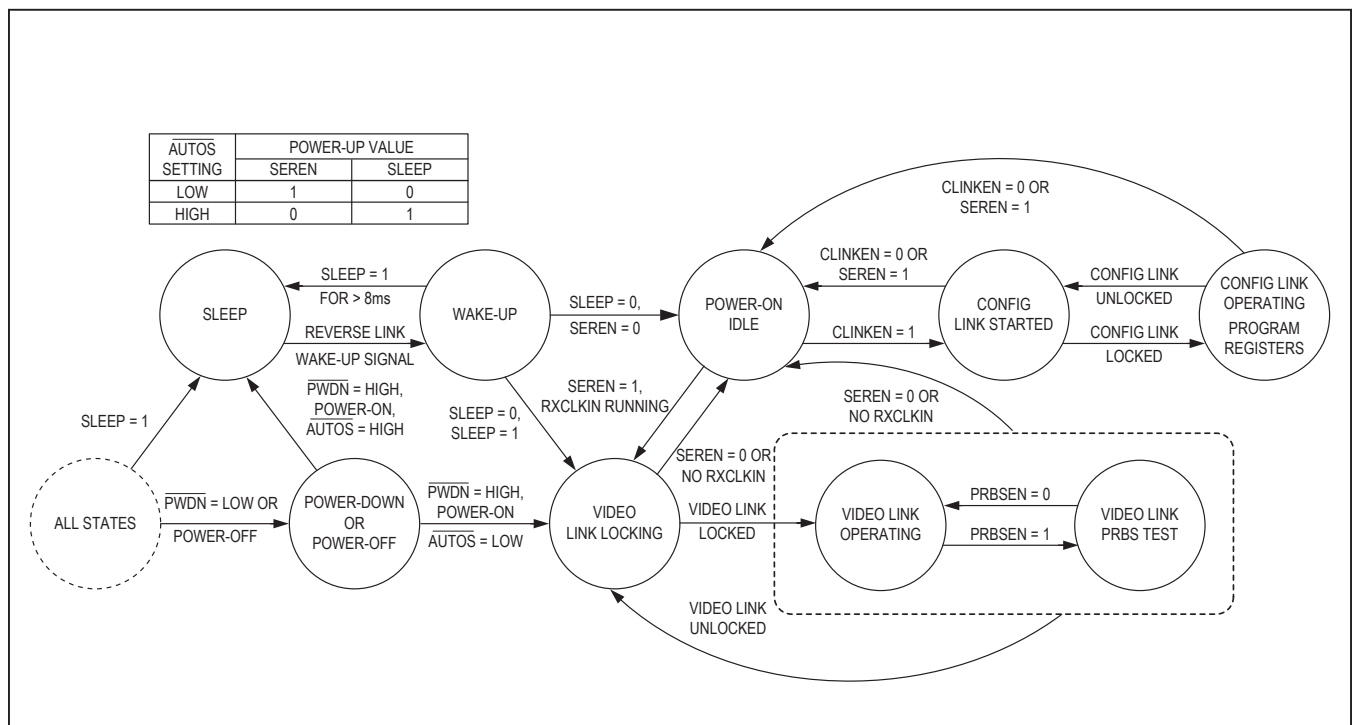 AUTOS
SETTING
POWER-UP VALUE
SEREN
SLEEP
LOW
1
0
HIGH
0
1
CLINKEN = 0 OR
SEREN = 1
SLEEP
SLEEP = 1
FOR > 8ms
REVERSE LINK
WAKE-UP SIGNAL
WAKE-UP
SLEEP = 0,
SEREN = 0
POWER-ON
IDLE
CLINKEN = 0 OR
SEREN = 1
CLINKEN = 1
CONFIG
LINK STARTED
CONFIG LINK
UNLOCKED
CONFIG LINK
LOCKED
CONFIG LINK
OPERATING
PROGRAM
REGISTERS
SLEEP = 1
PWDN = HIGH,
POWER-ON,
AUTOS = HIGH
SLEEP = 0,
SLEEP = 1
SEREN = 1,
RXCLKIN RUNNING
SEREN = 0 OR
NO RXCLKIN
SEREN = 0 OR
NO RXCLKIN
ALL STATES
PWDN = LOW OR
POWER-OFF
POWER-DOWN
OR
POWER-OFF
PWDN = HIGH,
POWER-ON
AUTOS = LOW
VIDEO
LINK LOCKING
VIDEO LINK
LOCKED
VIDEO LINK
OPERATING
PRBSEN = 0
PRBSEN = 1
VIDEO LINK
PRBS TEST
VIDEO LINK
UNLOCKED